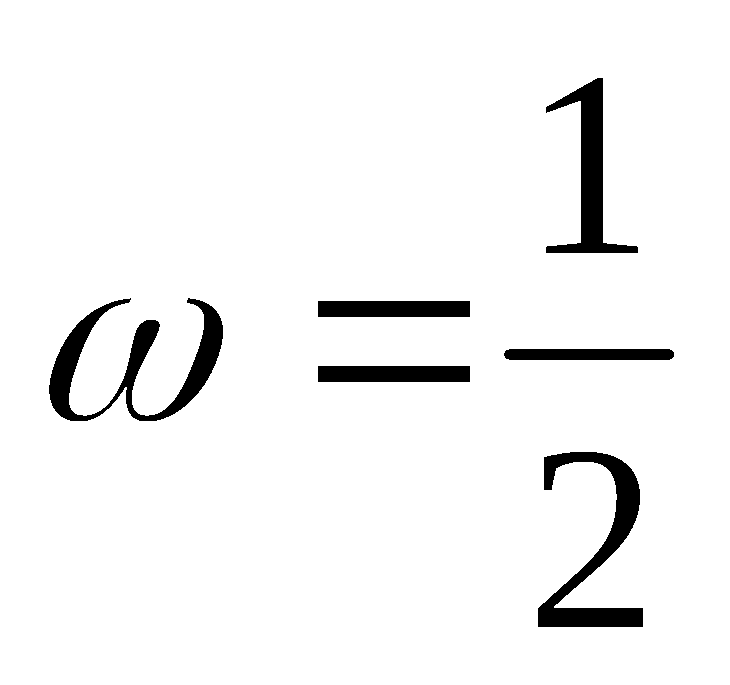 ω = 1/2